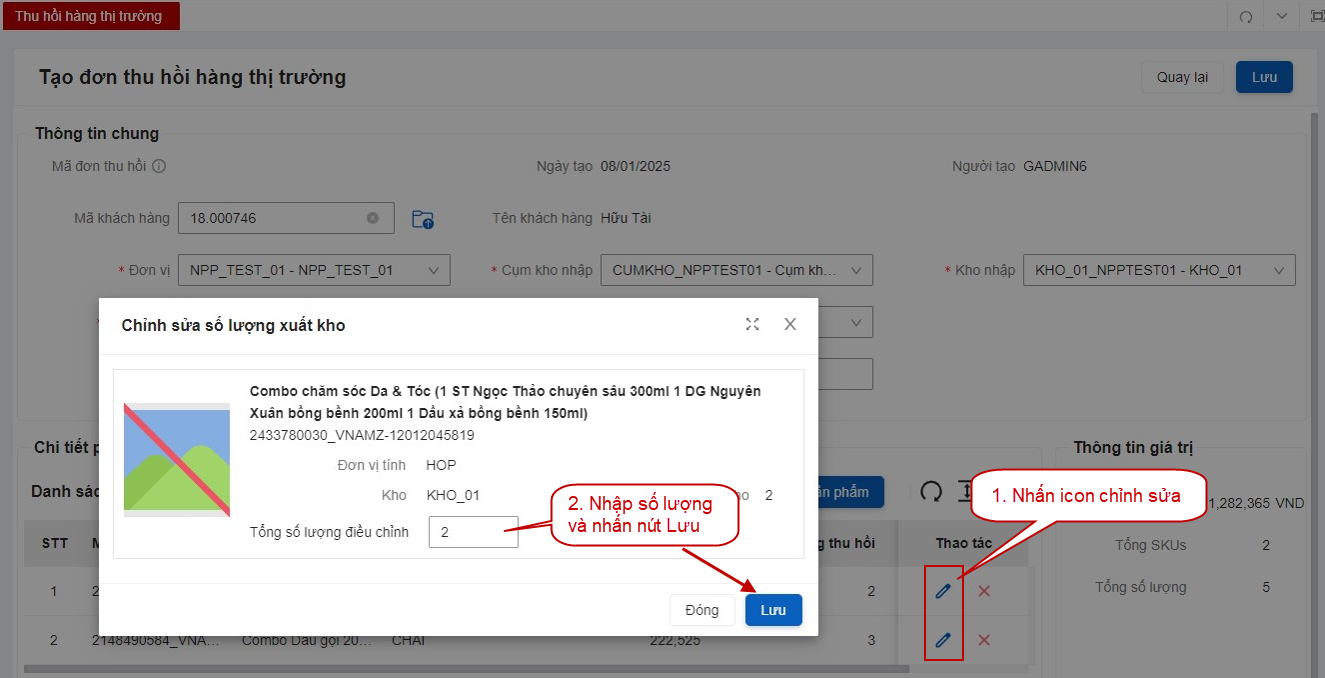 Thu hồi hàng thị trường
Tạo đơn thu hồi hàng thị trường
Quay lại
Lưu
Thông tin chung
Mã đơn thu hồi
Ngày tạo 08/01/2025
Người tạo GADMIN6
Mã khách hàng 18.000746
Tên khách hàng Hữu Tài
* Đơn vị NPP_TEST_01 - NPP_TEST_01
* Cụm kho nhập CUMKHO_NPPTEST01 - Cụm kh...
* Kho nhập KHO_01_NPPTEST01 - KHO_01
Chỉnh sửa số lượng xuất kho
Combo chăm sóc Da & Tóc (1 ST Ngọc Thảo chuyên sâu 300ml 1 DG Nguyên
Xuân bồng bềnh 200ml 1 Dầu xả bồng bềnh 150ml)
2433780030_VNAMZ-12012045819
Đơn vị tính HOP
Kho KHO_01
2
Tổng số lượng điều chỉnh 2
2. Nhập số lượng
và nhấn nút Lưu
Đóng
Lưu
Chi tiết
phẩm
Thông tin giá trị
1. Nhấn icon chỉnh sửa
1,282,365 VND
STT
thu hồi
Thao tác
Tổng SKUs 2
1
2
Tổng số lượng 5
2 2148490584_VNA... Combo Dầu gội 20... CHAI 222,525 3